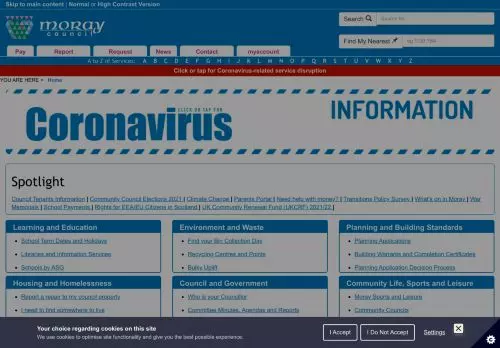 Skip to main content | Normal or High Contrast Version
moray
council
Search
Find My Nearest
Pay
Report
Request
News
Contact
myaccount
A to Z of Services: A B C D E F G H I J K L M N O P Q R S T U V W X Y Z
Click or tap for Coronavirus-related service disruption
YOU ARE HERE > Home
CLICK OR TAP FOR
Coronavirus
INFORMATION
Spotlight
Council Tenants Information | Community Council Elections 2021 | Climate Change | Parents Portal | Need help with money? | Transitions Policy Survey | What's on in Moray | War
Memorials | School Payments | Rights for EEA/EU Citizens in Scotland | UK Community Renewal Fund (UKCRF) 2021/22
Learning and Education
School Term Dates and Holidays
Libraries and Information Services
Schools by ASG
Environment and Waste
Find your Bin Collection Day
Recycling Centres and Points
Bulky Uplift
Planning and Building Standards
Planning Applications
Building Warrants and Completion Certificates
Planning Application Decision Process
Housing and Homelessness
Report a repair to my council property
I need to find somewhere to live
Council and Government
Who is your Councillor
Committee Minutes, Agendas and Reports
Community Life, Sports and Leisure
Moray Sports and Leisure
Community Councils
Your choice regarding cookies on this site
We use cookies to optimise site functionality and give you the best possible experience.
I Accept
I Do Not Accept
Settings